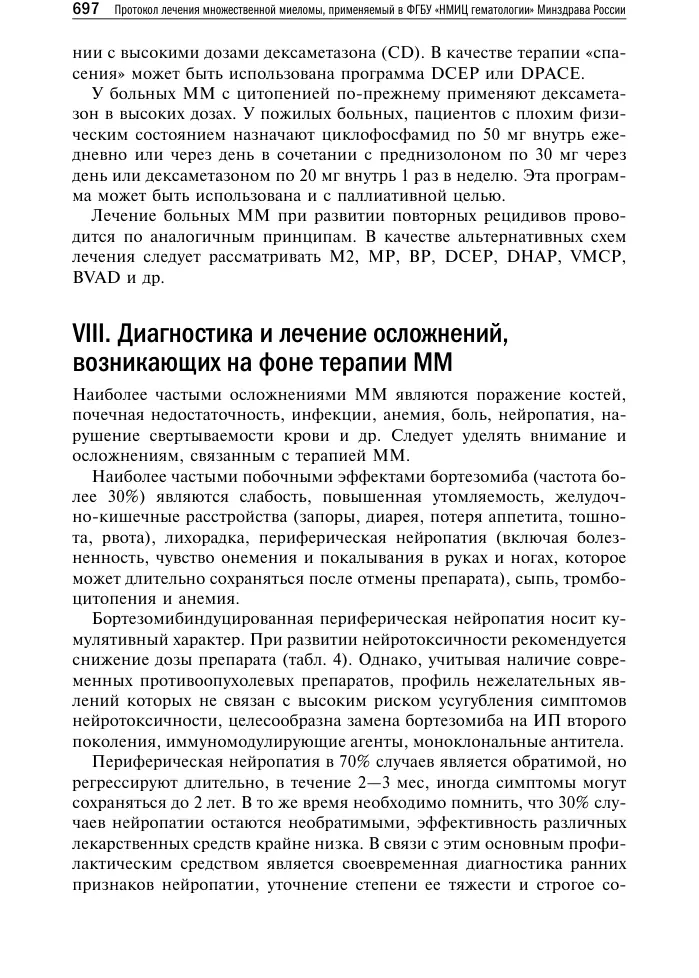 697 Протокол лечения множественной миеломы, применяемый в ФГБУ «НМИЦ гематологии» Минздрава России
нии с высокими дозами дексаметазона (CD). В качестве терапии «спа-
сения» может быть использована программа DCEP или DPACE.
У больных ММ с цитопенией по-прежнему применяют дексамета-
зон в высоких дозах. У пожилых больных, пациентов с плохим физи-
ческим состоянием назначают циклофосфамид по 50 мг внутрь еже-
дневно или через день в сочетании с преднизолоном по 30 мг через
день или дексаметазоном по 20 мг внутрь 1 раз в неделю. Эта програм-
ма может быть использована и с паллиативной целью.
Лечение больных ММ при развитии повторных рецидивов прово-
дится по аналогичным принципам. В качестве альтернативных схем
лечения следует рассматривать M2, MP, BP, DCEP, DHAP, VMCP,
BVAD и др.
VIII. Диагностика и лечение осложнений,
возникающих на фоне терапии ММ
Наиболее частыми осложнениями ММ являются поражение костей,
почечная недостаточность, инфекции, анемия, боль, нейропатия, на-
рушение свертываемости крови и др. Следует уделять внимание и
осложнениям, связанным с терапией ММ.
Наиболее частыми побочными эффектами бортезомиба (частота бо-
лее 30%) являются слабость, повышенная утомляемость, желудоч-
но-кишечные расстройства (запоры, диарея, потеря аппетита, тошно-
та, рвота), лихорадка, периферическая нейропатия (включая болез-
ненность, чувство онемения и покалывания в руках и ногах, которое
может длительно сохраняться после отмены препарата), сыпь, тромбо-
цитопения и анемия.
Бортезомибиндуцированная периферическая нейропатия носит ку-
мулятивный характер. При развитии нейротоксичности рекомендуется
снижение дозы препарата (табл. 4). Однако, учитывая наличие совре-
менных противоопухолевых препаратов, профиль нежелательных яв-
лений которых не связан с высоким риском усугубления симптомов
нейротоксичности, целесообразна замена бортезомиба на ИП второго
поколения, иммуномодулирующие агенты, моноклональные антитела.
Периферическая нейропатия в 70% случаев является обратимой, но
регрессируют длительно, в течение 2—3 мес, иногда симптомы могут
сохраняться до 2 лет. В то же время необходимо помнить, что 30% слу-
чаев нейропатии остаются необратимыми, эффективность различных
лекарственных средств крайне низка. В связи с этим основным профи-
лактическим средством является своевременная диагностика ранних
признаков нейропатии, уточнение степени ее тяжести и строгое со-